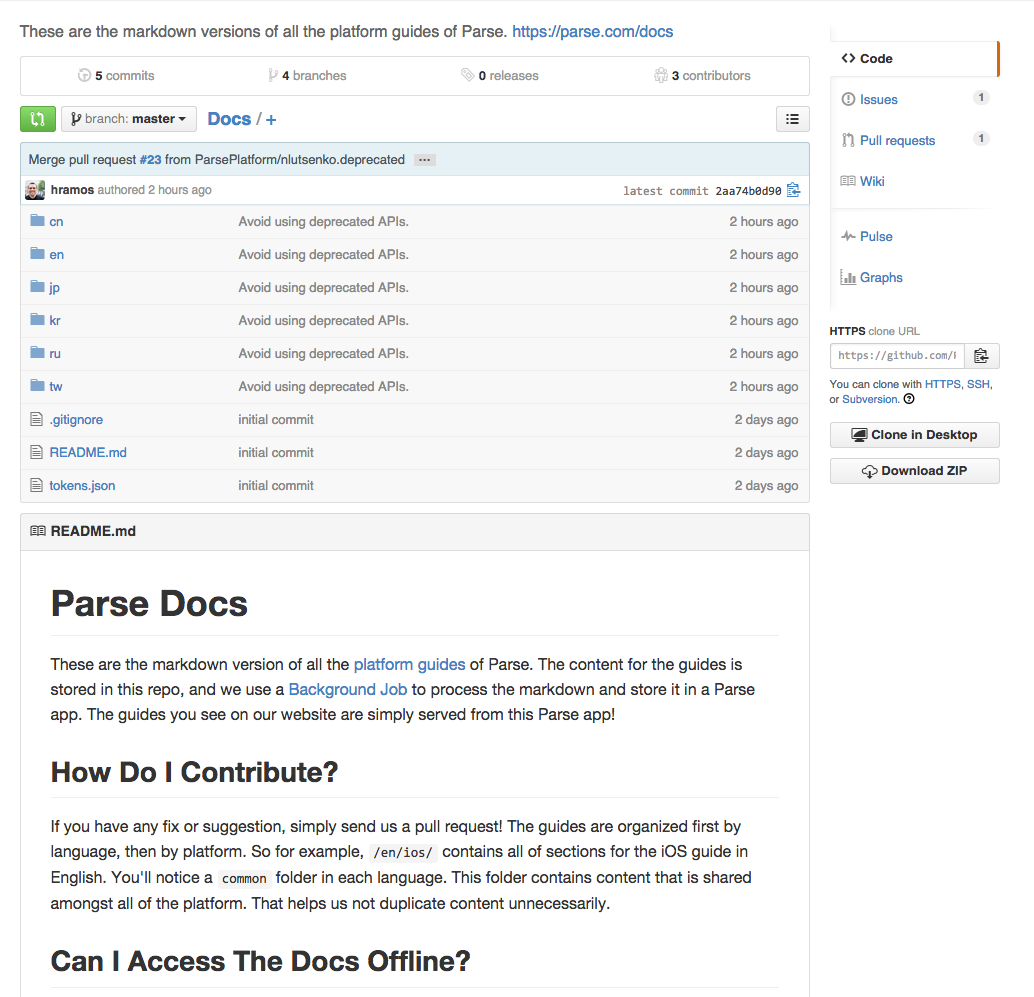 These are the markdown versions of all the platform guides of Parse. https://parse.com/docs
5 commits 4 branches 0 releases 3 contributors
branch: master Docs / +
Merge pull request #23 from ParsePlatform/nlutsenko.deprecated ...
hramos authored 2 hours ago latest commit 2aa74b0d90
cn Avoid using deprecated APIs. 2 hours ago
en Avoid using deprecated APIs. 2 hours ago
jp Avoid using deprecated APIs. 2 hours ago
kr Avoid using deprecated APIs. 2 hours ago
ru Avoid using deprecated APIs. 2 hours ago
tw Avoid using deprecated APIs. 2 hours ago
.gitignore initial commit 2 days ago
README.md initial commit 2 days ago
tokens.json initial commit 2 days ago
README.md
Parse Docs
These are the markdown version of all the platform guides of Parse. The content for the guides is
stored in this repo, and we use a Background Job to process the markdown and store it in a Parse
app. The guides you see on our website are simply served from this Parse app!
How Do I Contribute?
If you have any fix or suggestion, simply send us a pull request! The guides are organized first by
language, then by platform. So for example, /en/ios/ contains all of sections for the iOS guide in
English. You'll notice a common folder in each language. This folder contains content that is shared
amongst all of the platform. That helps us not duplicate content unnecessarily.
Can I Access The Docs Offline?
Code
Issues 1
Pull requests 1
Wiki
Pulse
Graphs
HTTPS clone URL
https://github.com/
You can clone with HTTPS, SSH,
or Subversion.
Clone in Desktop
Download ZIP